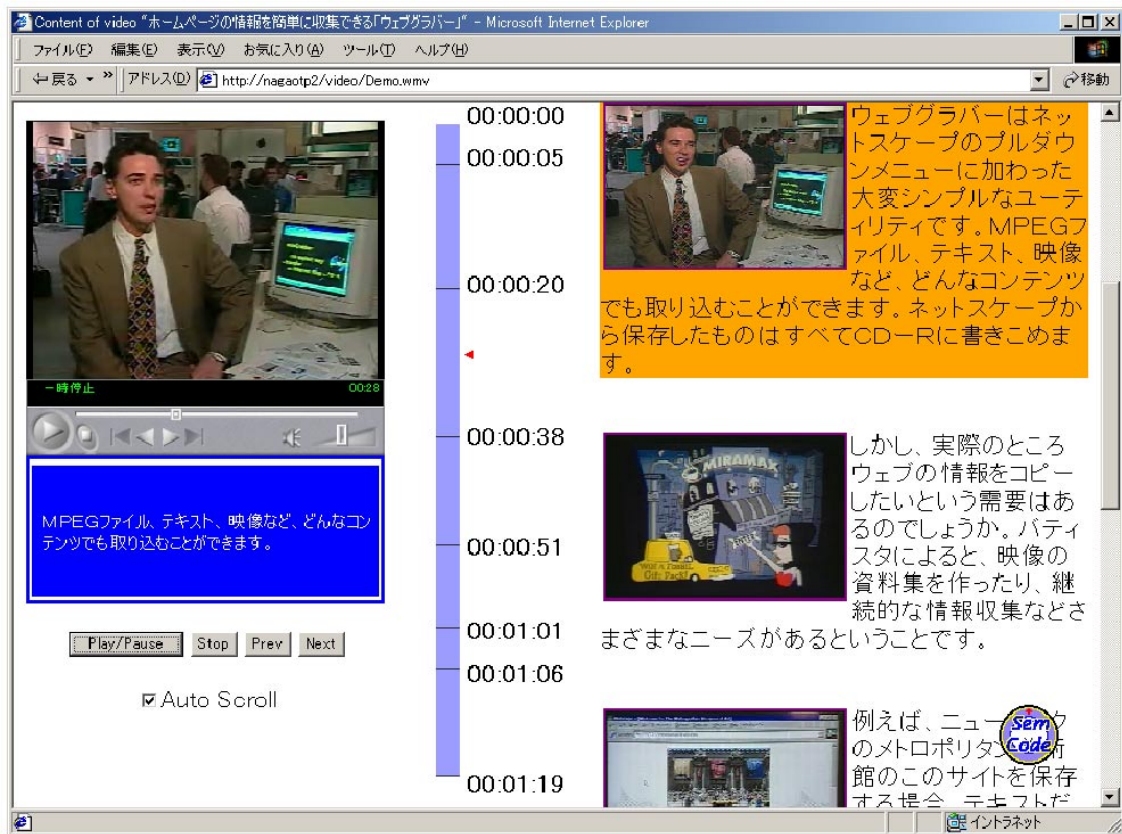 Content of video “ホームページの情報を簡単に収集できる「ウェブグラバー」” - Microsoft Internet Explorer
ファイル(F) 編集(E) 表示(V) お気に入り(A) ツール(T) ヘルプ(H)
戻る » アドレス(D) http://nagaotp2/video/Demo.wmv 移動
一時停止 00:28
MPEGファイル、テキスト、映像など、どんなコン
テンツでも取り込むことができます。
Play/Pause Stop Prev Next
Auto Scroll
00:00:00
00:00:05
00:00:20
00:00:38
00:00:51
00:01:01
00:01:06
00:01:19
ウェブグラバーはネッ
トスケープのプルダウ
ンメニューに加わった
大変シンプルなユーテ
ィリティです。MPEGフ
ァイル、テキスト、映像
など、どんなコンテンツ
でも取り込むことができます。ネットスケープか
ら保存したものはすべてCD-Rに書きこめま
す。
MIRAMAX
しかし、実際のところ
ウェブの情報をコピー
したいという需要はあ
るのでしょうか。バティ
スタによると、映像の
資料集を作ったり、継
続的な情報収集などさ
まざまなニーズがあるということです。
例えば、ニュー ク
のメトロポリタン 術
館のこのサイトを保存
する場合、テキストだ
Sem
Code
イントラネット